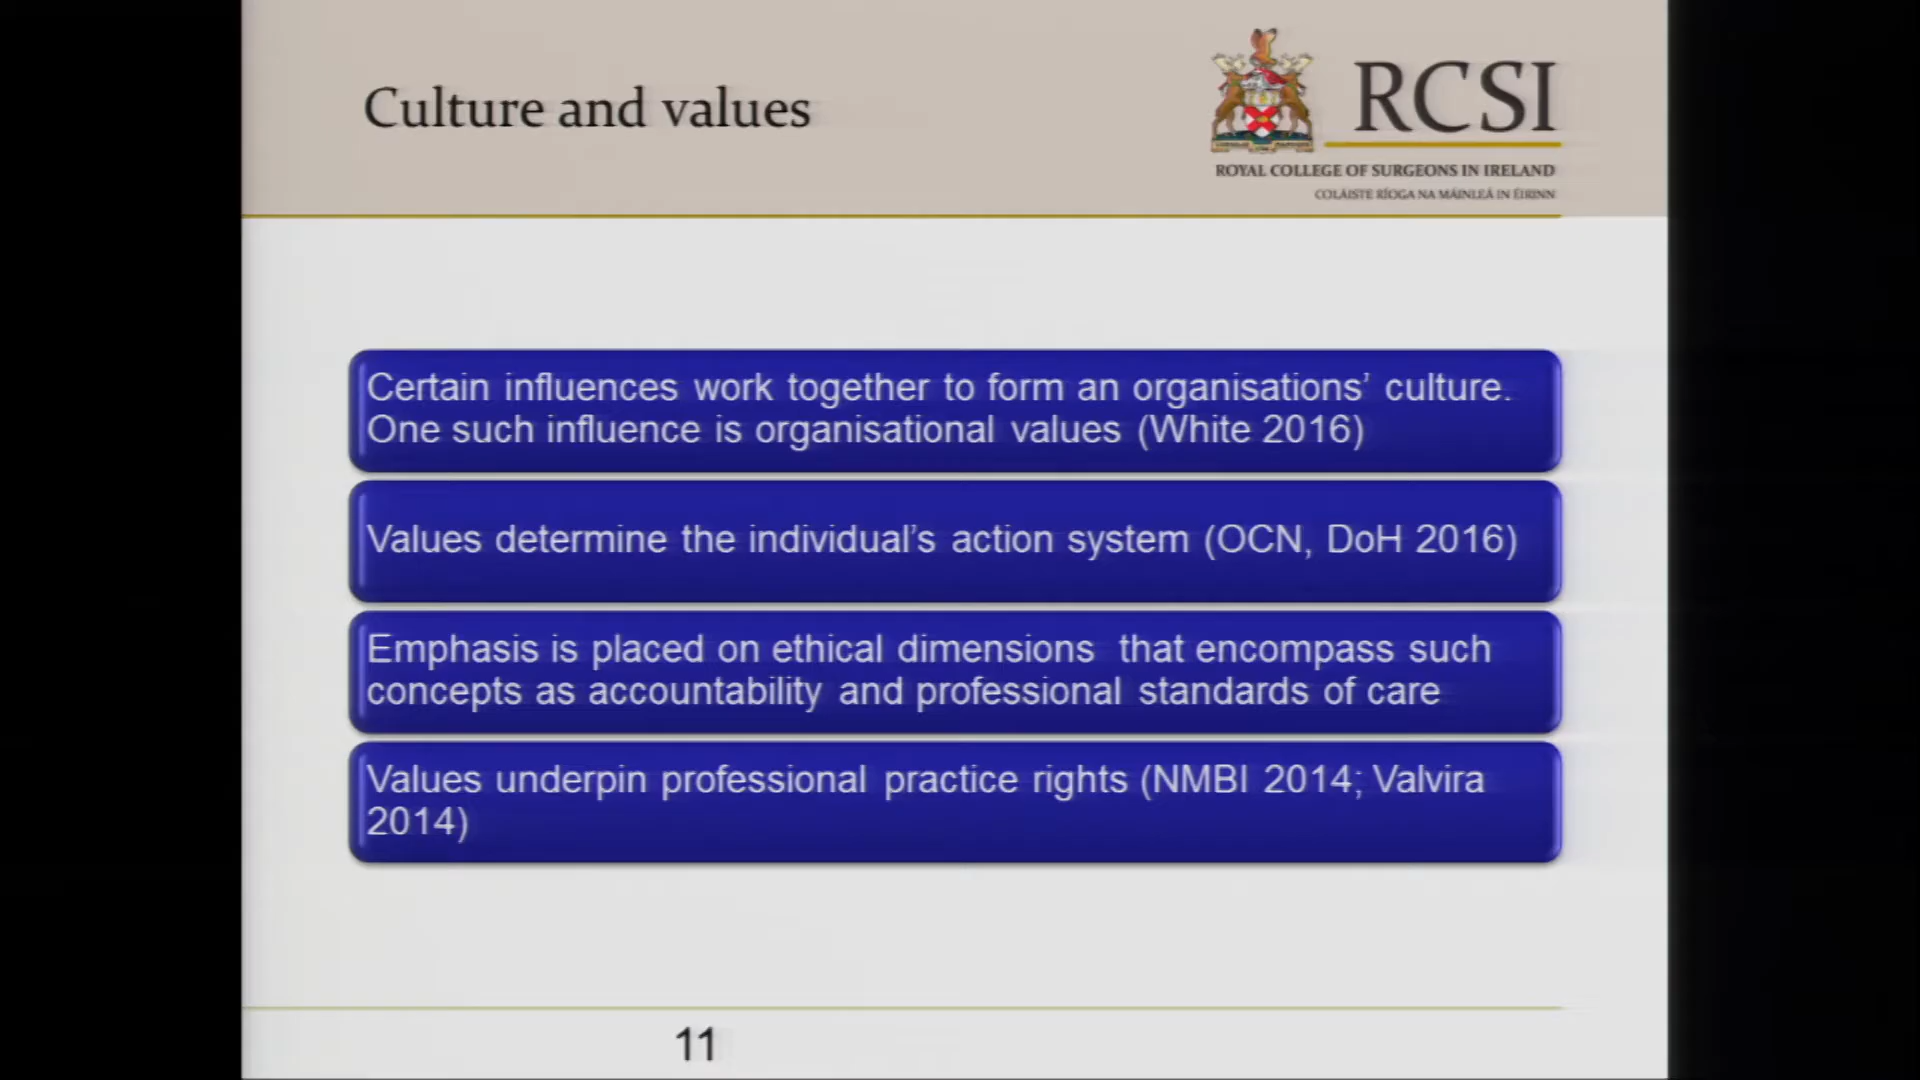 Culture and values
RCSI
ROYAL COLLEGE OF SURGEONS IN IRELAND
COLÁISTE RÍOGA NA MÁINLEÁ IN ÉIRINN
Certain influences work together to form an organisations’ culture.
One such influence is organisational values (White 2016)
Values determine the individual’s action system (OCN, DoH 2016)
Emphasis is placed on ethical dimensions that encompass such
concepts as accountability and professional standards of care
Values underpin professional practice rights (NMBI 2014; Valvira
2014)
11